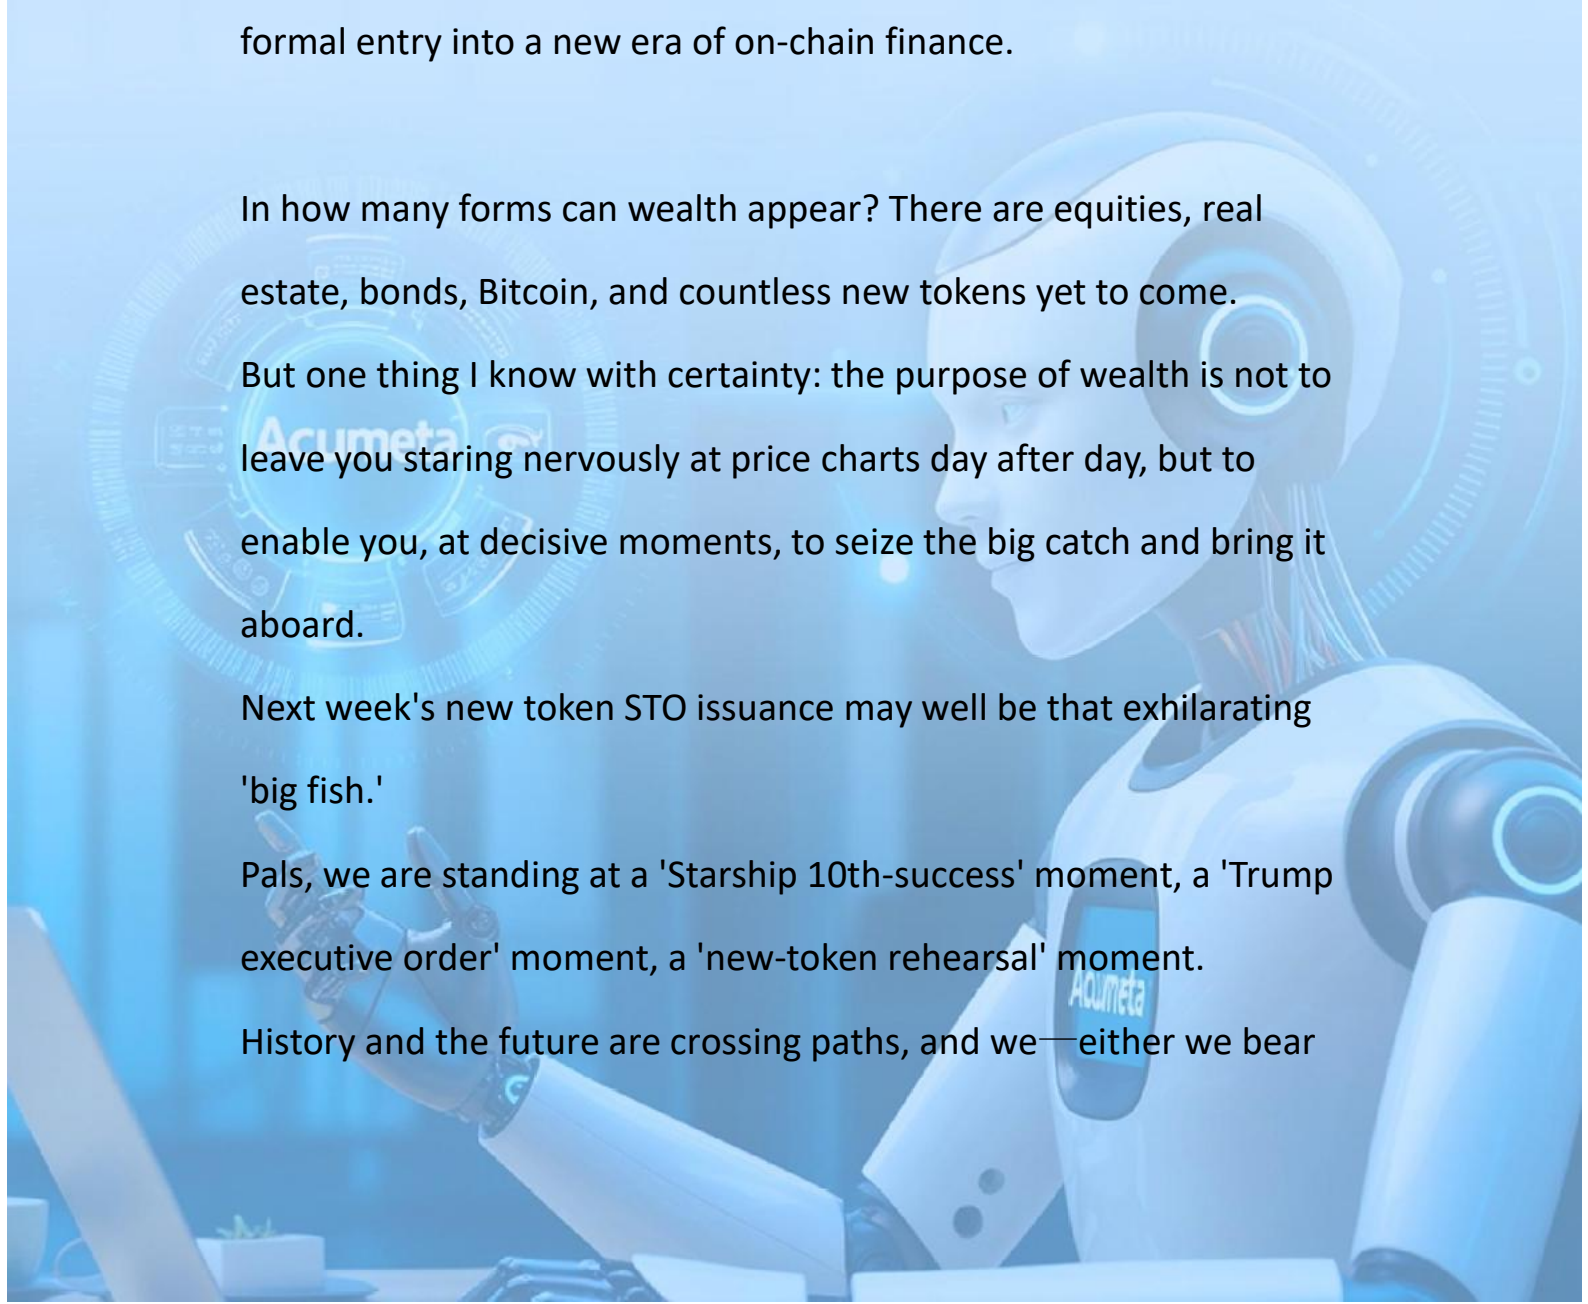 formal entry into a new era of on-chain finance.
In how many forms can wealth appear? There are equities, real
estate, bonds, Bitcoin, and countless new tokens yet to come.
But one thing I know with certainty: the purpose of wealth is not to
Acumeta
leave you staring nervously at price charts day after day, but to
enable you, at decisive moments, to seize the big catch and bring it
aboard.
Next week's new token STO issuance may well be that exhilarating
'big fish.'
Pals, we are standing at a 'Starship 10th-success' moment, a 'Trump
executive order' moment, a 'new-token rehearsal' moment.
Acumeta
History and the future are crossing paths, and we—either we bear